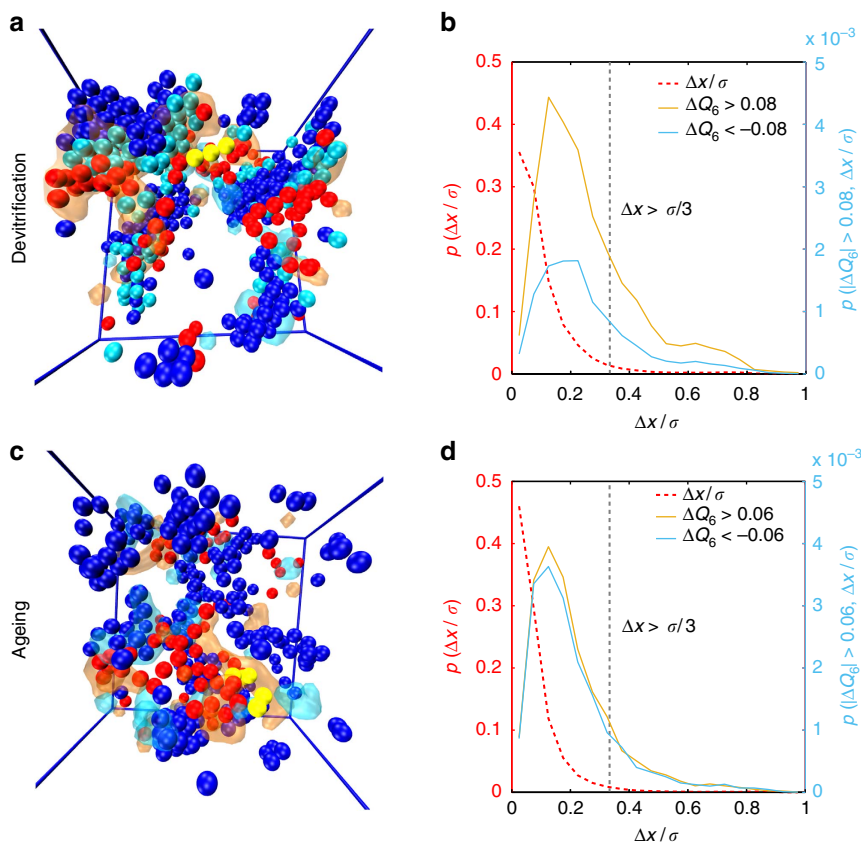 a
Devitrification
b
× 10⁻³
p (Δx / σ)
0.5
0.4
0.3
0.2
0.1
0
5
4
3
2
1
0
p (|ΔQ₆| > 0.08, Δx / σ)
Δx / σ
ΔQ₆ > 0.08
ΔQ₆ < −0.08
Δx > σ/3
0 0.2 0.4 0.6 0.8 1
Δx / σ
c
Ageing
d
× 10⁻³
p (Δx / σ)
0.5
0.4
0.3
0.2
0.1
0
5
4
3
2
1
0
p (|ΔQ₆| > 0.06, Δx / σ)
Δx / σ
ΔQ₆ > 0.06
ΔQ₆ < −0.06
Δx > σ/3
0 0.2 0.4 0.6 0.8 1
Δx / σ